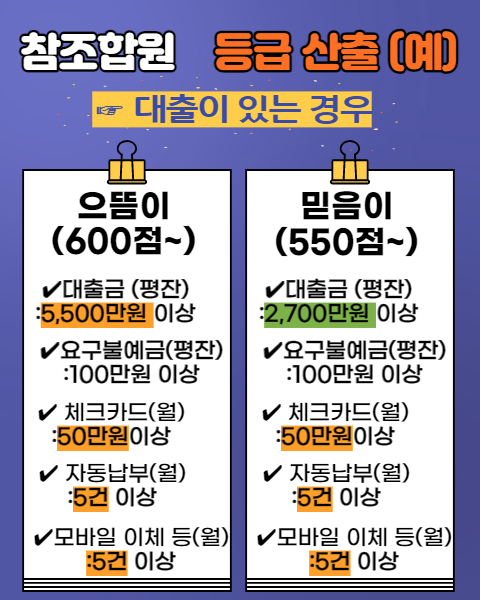 참조합원 등급 산출 (예)
☞ 대출이 있는 경우
으뜸이
(600점~)
✔대출금 (평잔)
:5,500만원 이상
✔요구불예금(평잔)
:100만원 이상
✔ 체크카드(월)
:50만원이상
✔ 자동납부(월)
:5건 이상
✔모바일 이체 등(월)
:5건 이상
믿음이
(550점~)
✔대출금 (평잔)
:2,700만원 이상
✔요구불예금(평잔)
:100만원 이상
✔ 체크카드(월)
:50만원이상
✔ 자동납부(월)
:5건 이상
✔모바일 이체 등(월)
:5건 이상